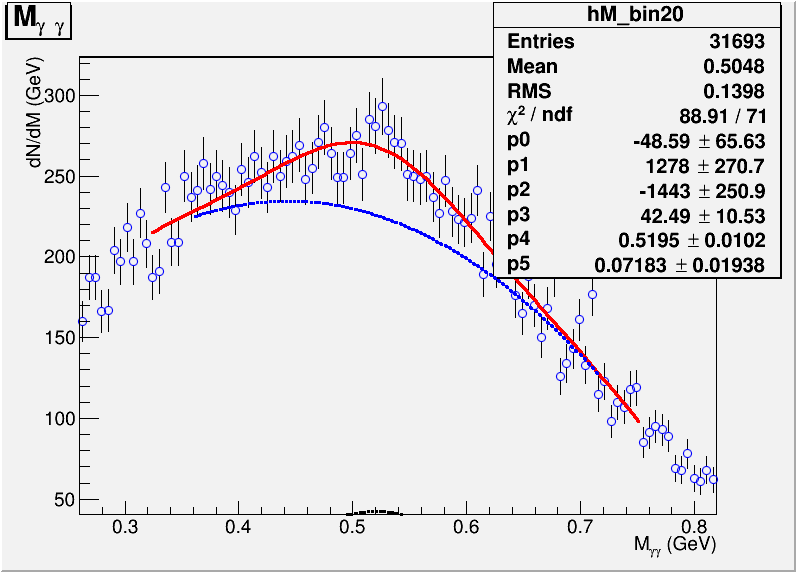 M γ γ
hM_bin20
Entries 31693
Mean 0.5048
RMS 0.1398
χ² / ndf 88.91 / 71
p0 -48.59 ± 65.63
p1 1278 ± 270.7
p2 -1443 ± 250.9
p3 42.49 ± 10.53
p4 0.5195 ± 0.0102
p5 0.07183 ± 0.01938
dN/dM (GeV)
300
250
200
150
100
50
0.3 0.4 0.5 0.6 0.7 0.8
Mγγ (GeV)